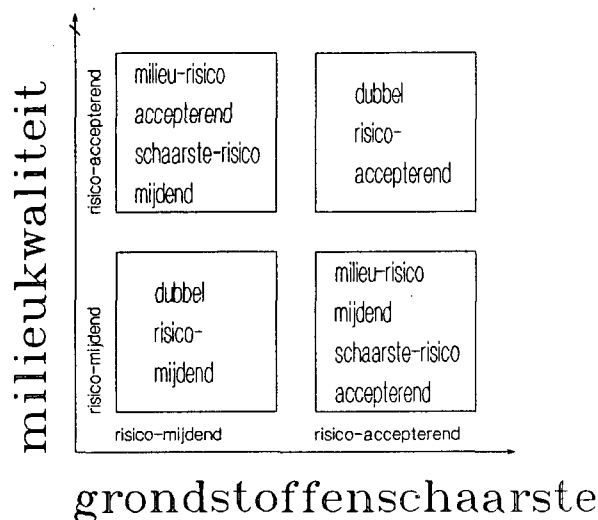 milieukwaliteit
risico-accepterend
milieu-risico
accepterend
schaarste-risico
mijdend
dubbel
risico-
accepterend
risico-mijdend
dubbel
risico-
mijdend
milieu-risico
mijdend
schaarste-risico
accepterend
risico-mijdend
risico-accepterend
grondstoffenschaarste